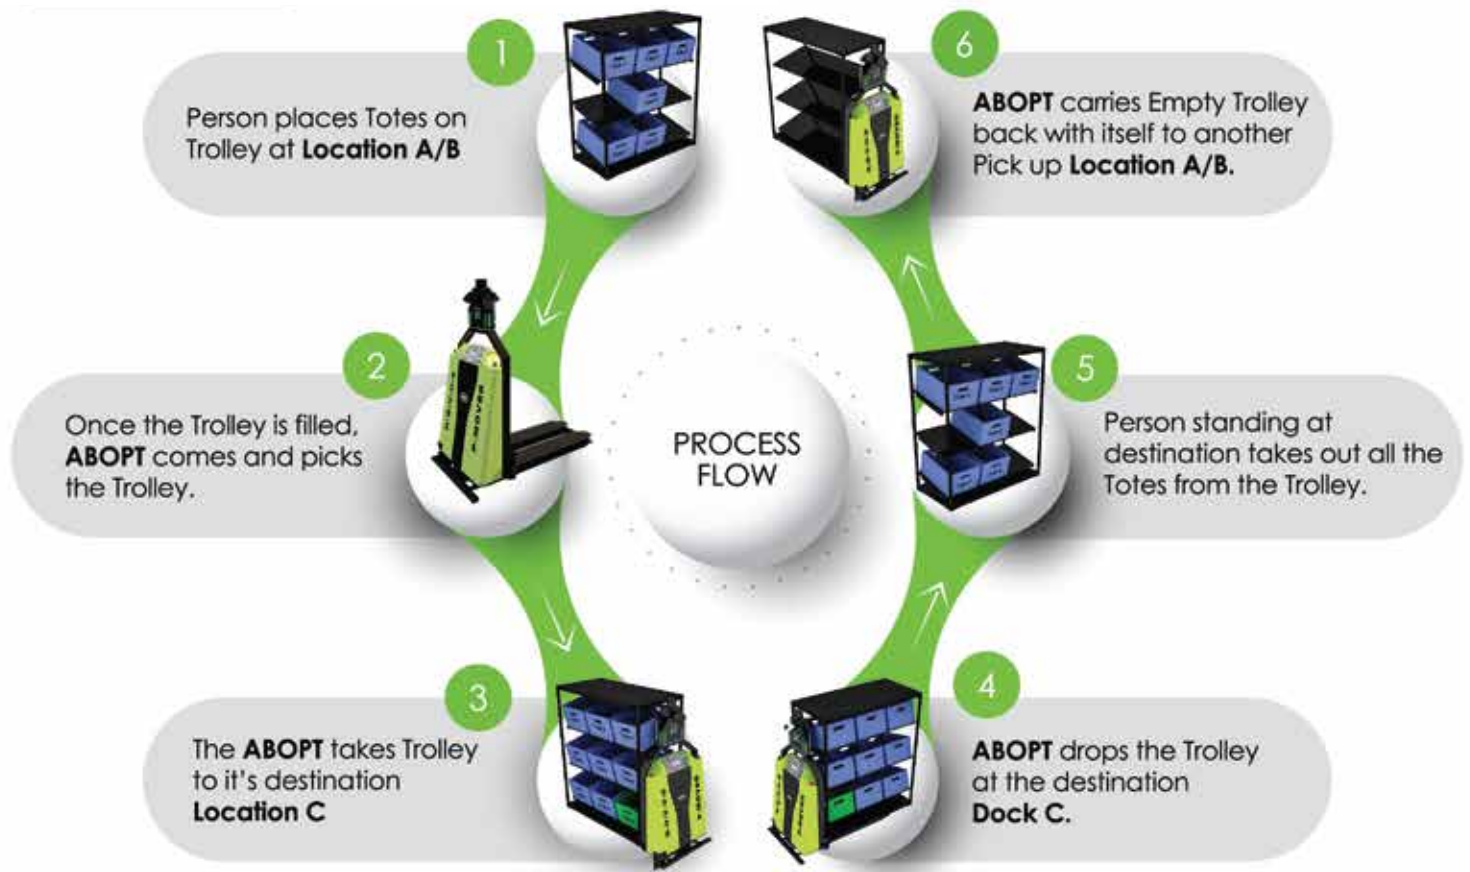 1
Person places Totes on
Trolley at Location A/B
2
Once the Trolley is filled,
ABOPT comes and picks
the Trolley.
3
The ABOPT takes Trolley
to it's destination
Location C
4
ABOPT drops the Trolley
at the destination
Dock C.
5
Person standing at
destination takes out all the
Totes from the Trolley.
6
ABOPT carries Empty Trolley
back with itself to another
Pick up Location A/B.
PROCESS
FLOW